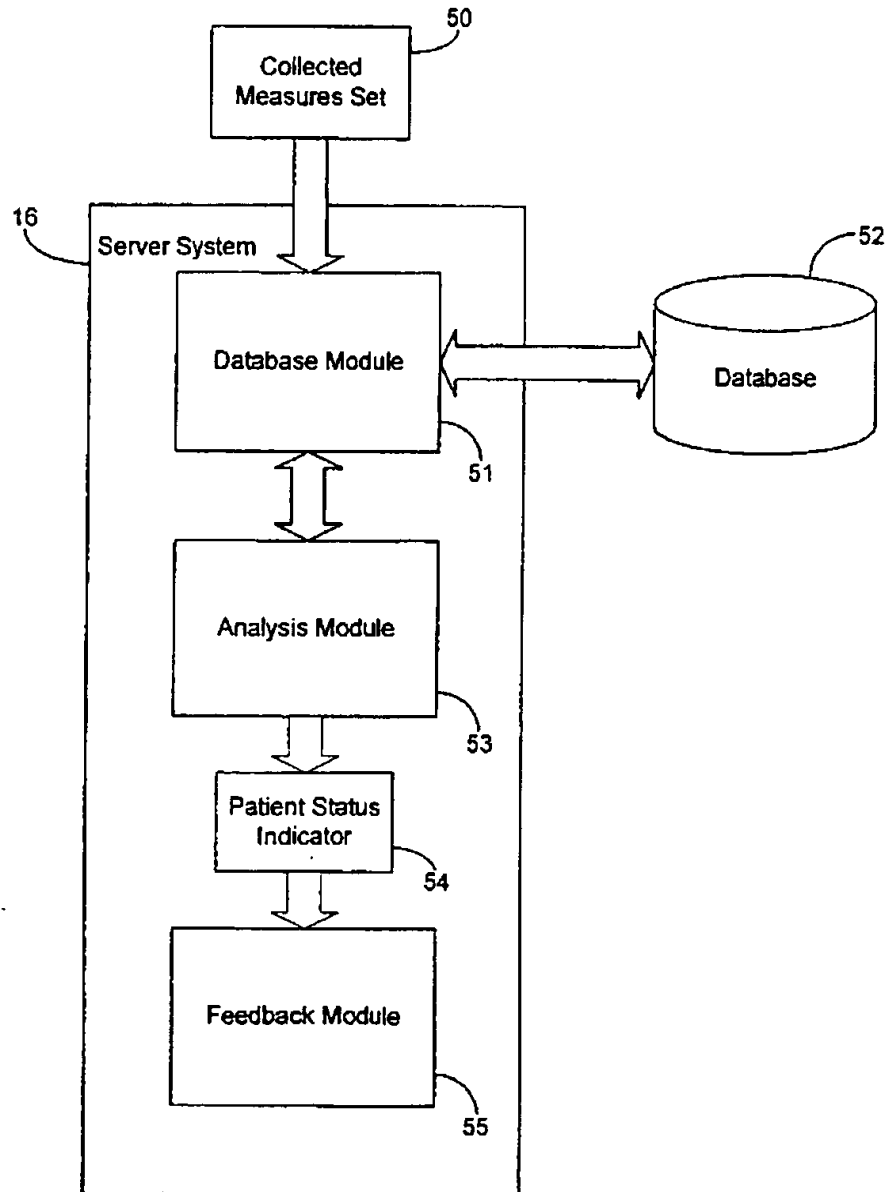 50
Collected
Measures Set
16
Server System
52
Database Module
Database
51
Analysis Module
53
Patient Status
Indicator
54
Feedback Module
55